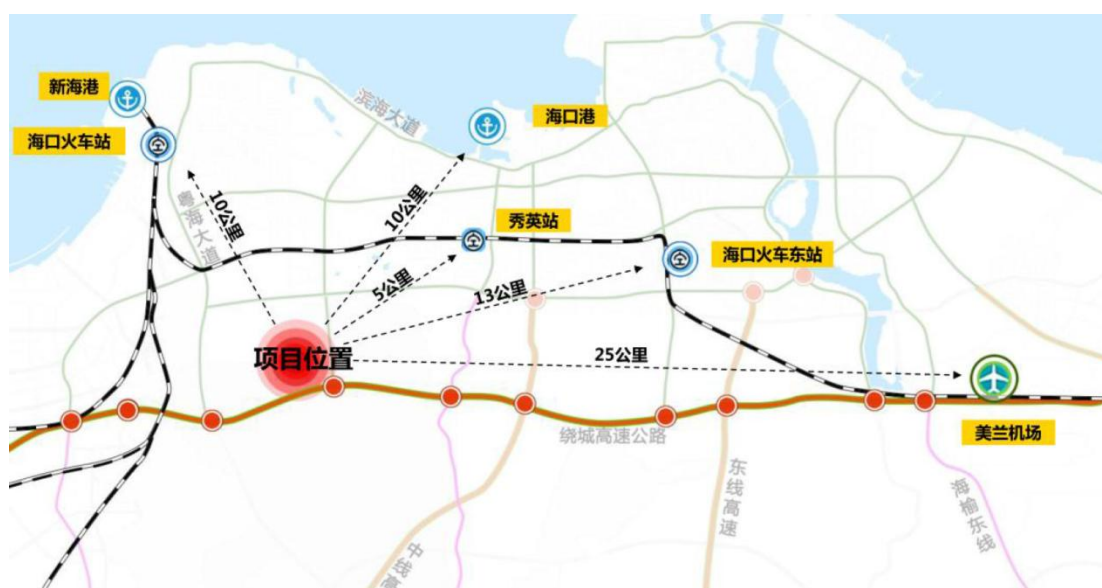 新海港
海口火车站
滨海大道
海口港
粤海大道
10公里
10公里
秀英站
海口火车东站
5公里
13公里
项目位置
25公里
绕城高速公路
美兰机场
东线高速
海榆东线
中线高